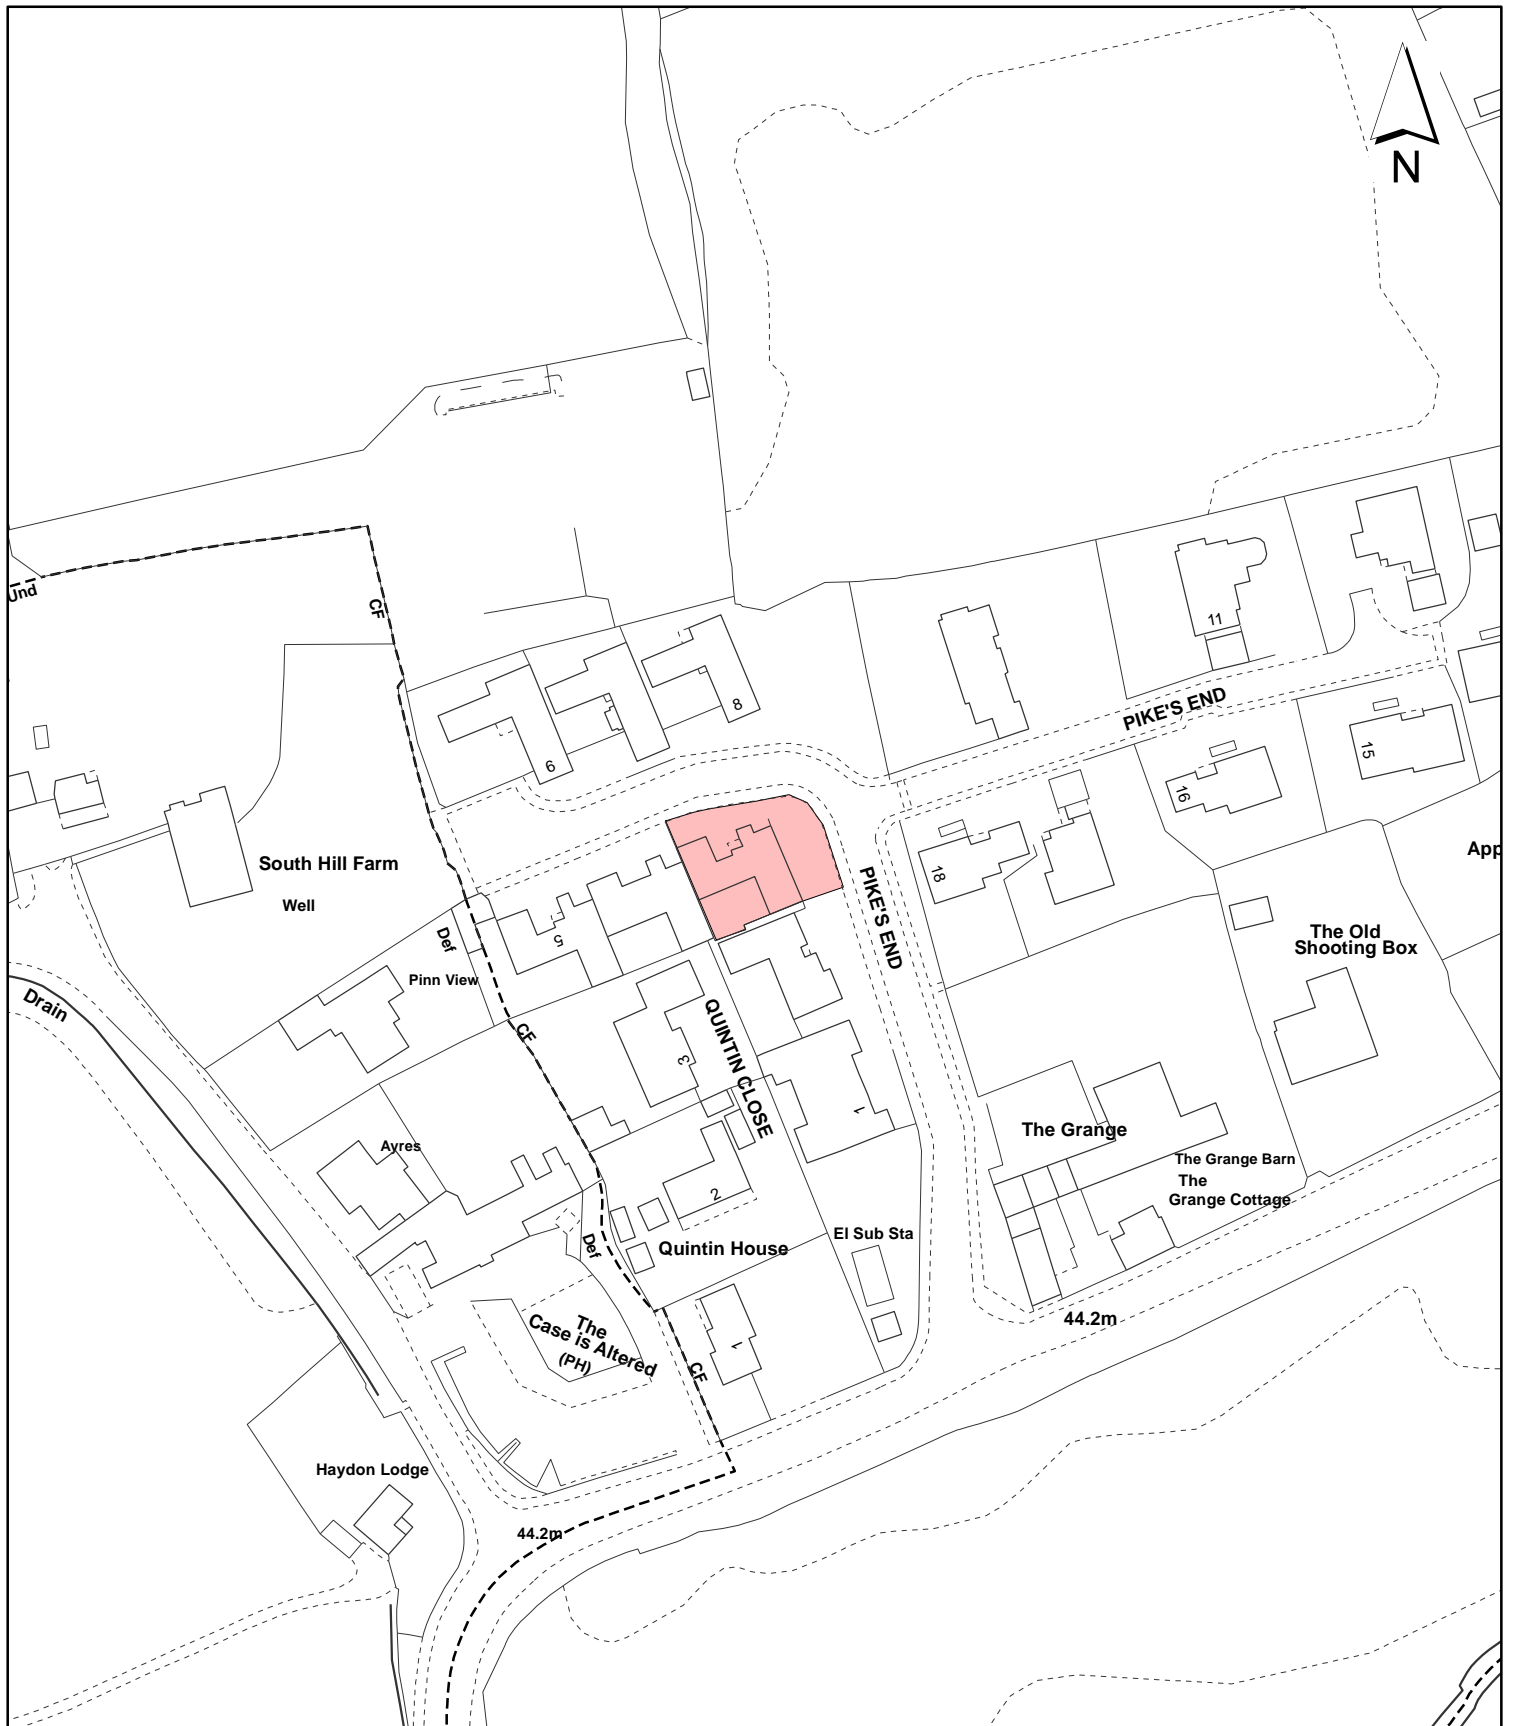 N
Und
CF
11
PIKE'S END
8
6
15
16
South Hill Farm
Well
18
App
PIKE'S END
The Old
Shooting Box
5
Def
Pinn View
Drain
CF
QUINTIN CLOSE
3
1
The Grange
Ayres
The Grange Barn
The
Grange Cottage
2
El Sub Sta
Def
Quintin House
44.2m
The
Case is Altered
(PH)
1
CF
Haydon Lodge
44.2m